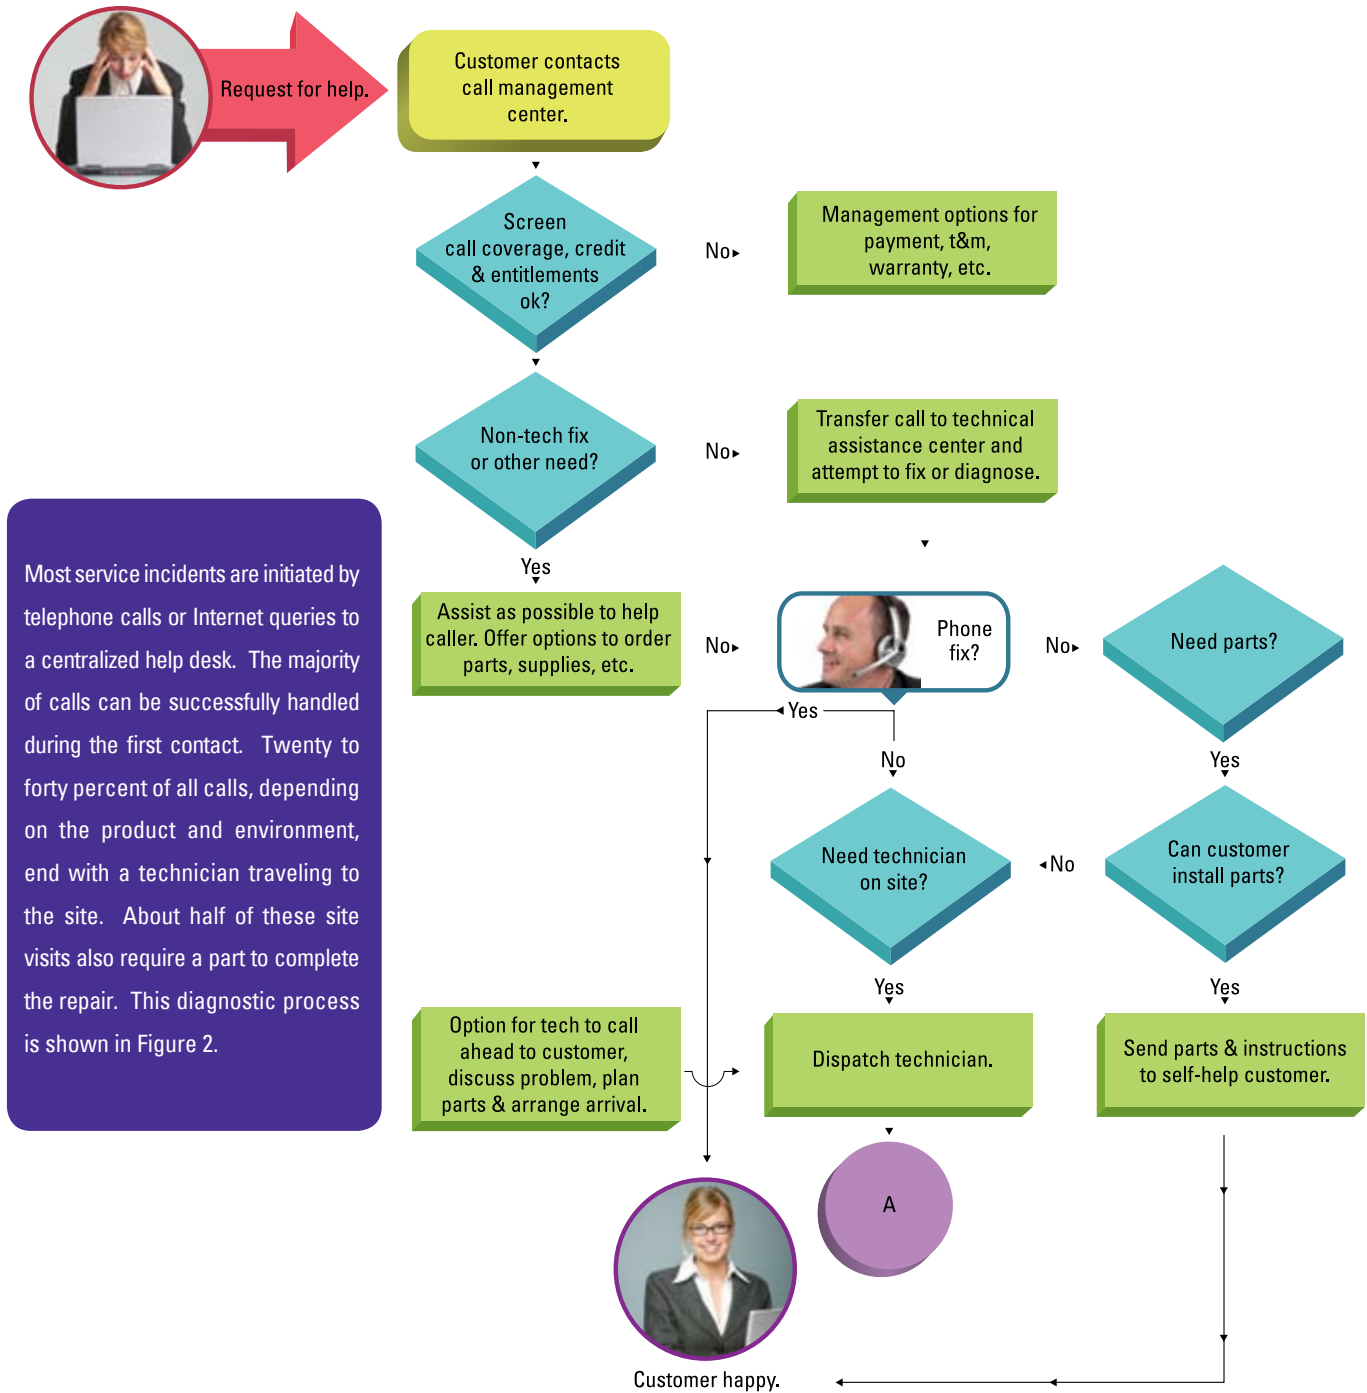 Request for help.
Customer contacts
call management
center.
Screen
call coverage, credit
& entitlements
ok?
No
Management options for
payment, t&m,
warranty, etc.
Non-tech fix
or other need?
No
Transfer call to technical
assistance center and
attempt to fix or diagnose.
Yes
Most service incidents are initiated by
telephone calls or Internet queries to
a centralized help desk. The majority
of calls can be successfully handled
during the first contact. Twenty to
forty percent of all calls, depending
on the product and environment,
end with a technician traveling to
the site. About half of these site
visits also require a part to complete
the repair. This diagnostic process
is shown in Figure 2.
Assist as possible to help
caller. Offer options to order
parts, supplies, etc.
No
Phone
fix?
No
Need parts?
Yes
No
Yes
Need technician
on site?
No
Can customer
install parts?
Yes
Yes
Option for tech to call
ahead to customer,
discuss problem, plan
parts & arrange arrival.
Dispatch technician.
Send parts & instructions
to self-help customer.
A
Customer happy.